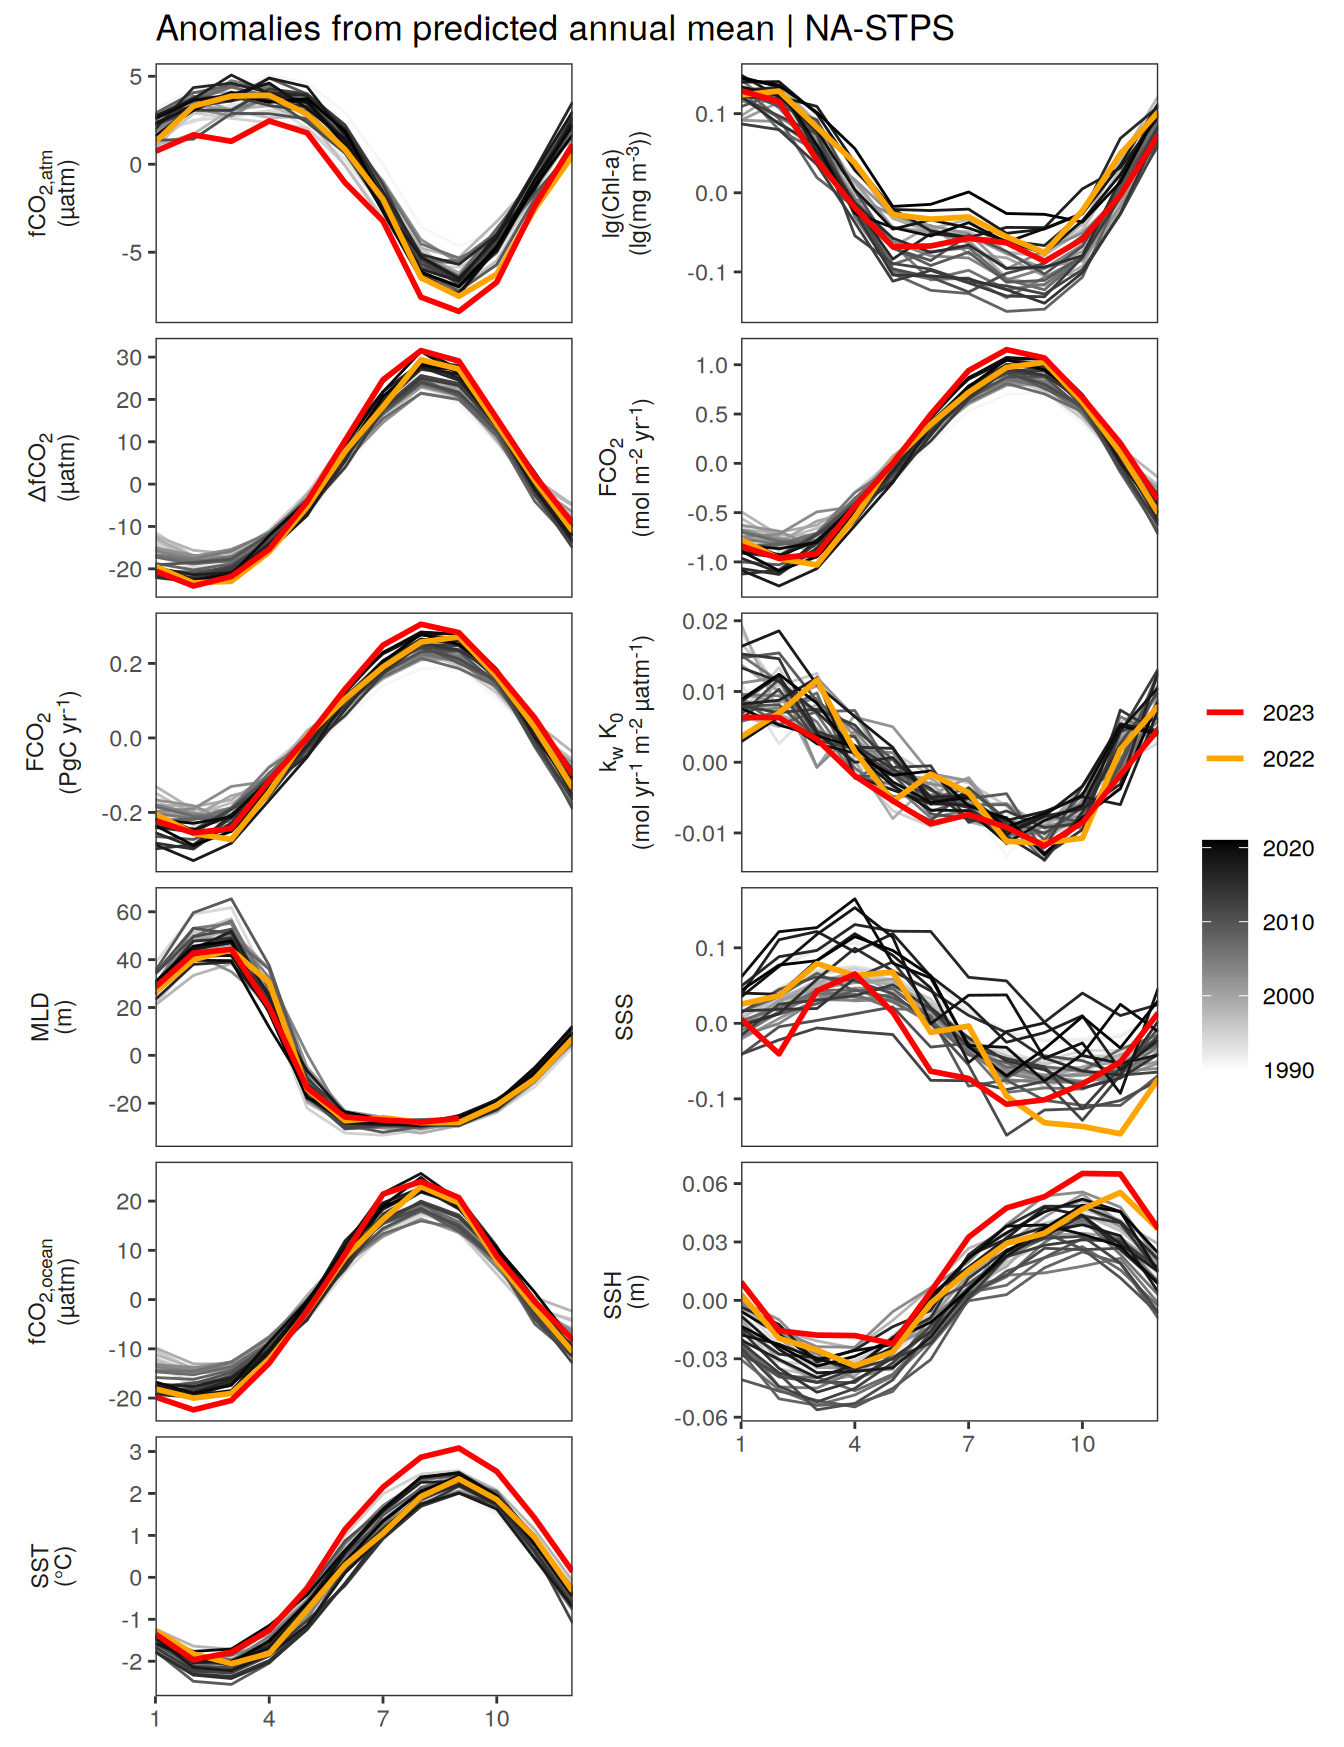 Anomalies from predicted annual mean | NA-STPS
fCO2,atm
(µatm)
5
0
-5
lg(Chl-a)
(lg(mg m-3))
0.1
0.0
-0.1
ΔfCO2
(µatm)
30
20
10
0
-10
-20
FCO2
(mol m-2 yr-1)
1.0
0.5
0.0
-0.5
-1.0
FCO2
(PgC yr-1)
0.2
0.0
-0.2
kw K0
(mol yr-1 m-2 µatm-1)
0.02
0.01
0.00
-0.01
MLD
(m)
60
40
20
0
-20
SSS
0.1
0.0
-0.1
fCO2,ocean
(µatm)
20
10
0
-10
-20
SSH
(m)
0.06
0.03
0.00
-0.03
-0.06
1 4 7 10
SST
(°C)
3
2
1
0
-1
-2
1 4 7 10
2023
2022
2020
2010
2000
1990